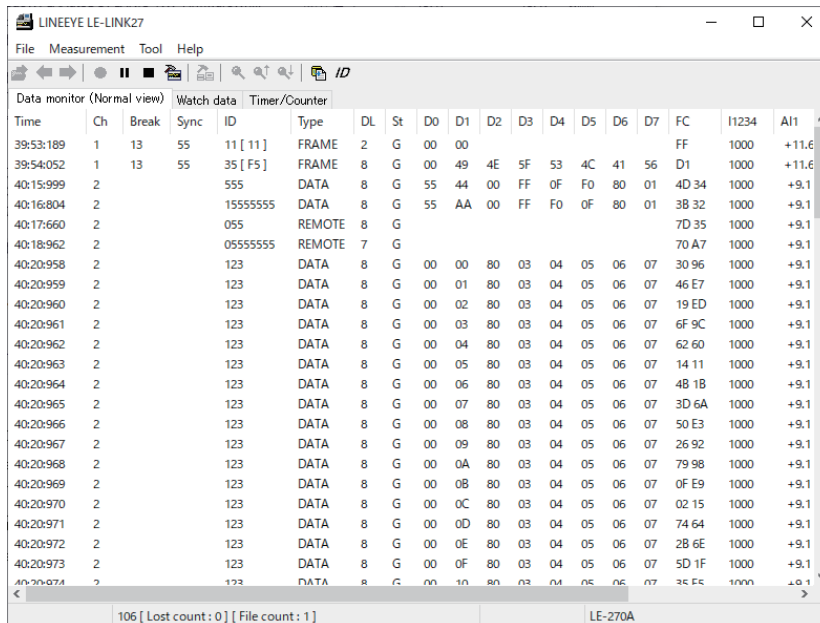 LINEEYE LE-LINK27
File Measurement Tool Help
ID
Data monitor (Normal view) Watch data Timer/Counter
Time Ch Break Sync ID Type DL St D0 D1 D2 D3 D4 D5 D6 D7 FC I1234 AI1
39:53:189 1 13 55 11 [ 11 ] FRAME 2 G 00 00 FF 1000 +11.6
39:54:052 1 13 55 35 [ F5 ] FRAME 8 G 00 49 4E 5F 53 4C 41 56 D1 1000 +11.6
40:15:999 2 555 DATA 8 G 55 44 00 FF 0F F0 80 01 4D 34 1000 +9.1
40:16:804 2 15555555 DATA 8 G 55 AA 00 FF F0 0F 80 01 3B 32 1000 +9.1
40:17:660 2 055 REMOTE 8 G 7D 35 1000 +9.1
40:18:962 2 05555555 REMOTE 7 G 70 A7 1000 +9.1
40:20:958 2 123 DATA 8 G 00 00 80 03 04 05 06 07 30 96 1000 +9.1
40:20:959 2 123 DATA 8 G 00 01 80 03 04 05 06 07 46 E7 1000 +9.1
40:20:960 2 123 DATA 8 G 00 02 80 03 04 05 06 07 19 ED 1000 +9.1
40:20:961 2 123 DATA 8 G 00 03 80 03 04 05 06 07 6F 9C 1000 +9.1
40:20:962 2 123 DATA 8 G 00 04 80 03 04 05 06 07 62 60 1000 +9.1
40:20:963 2 123 DATA 8 G 00 05 80 03 04 05 06 07 14 11 1000 +9.1
40:20:964 2 123 DATA 8 G 00 06 80 03 04 05 06 07 4B 1B 1000 +9.1
40:20:965 2 123 DATA 8 G 00 07 80 03 04 05 06 07 3D 6A 1000 +9.1
40:20:966 2 123 DATA 8 G 00 08 80 03 04 05 06 07 50 E3 1000 +9.1
40:20:967 2 123 DATA 8 G 00 09 80 03 04 05 06 07 26 92 1000 +9.1
40:20:968 2 123 DATA 8 G 00 0A 80 03 04 05 06 07 79 98 1000 +9.1
40:20:969 2 123 DATA 8 G 00 0B 80 03 04 05 06 07 0F E9 1000 +9.1
40:20:970 2 123 DATA 8 G 00 0C 80 03 04 05 06 07 02 15 1000 +9.1
40:20:971 2 123 DATA 8 G 00 0D 80 03 04 05 06 07 74 64 1000 +9.1
40:20:972 2 123 DATA 8 G 00 0E 80 03 04 05 06 07 2B 6E 1000 +9.1
40:20:973 2 123 DATA 8 G 00 0F 80 03 04 05 06 07 5D 1F 1000 +9.1
40:20:974 2 123 DATA 8 G 00 10 80 03 04 05 06 07 35 F5 1000 +9.1
106 [ Lost count : 0 ] [ File count : 1 ] LE-270A